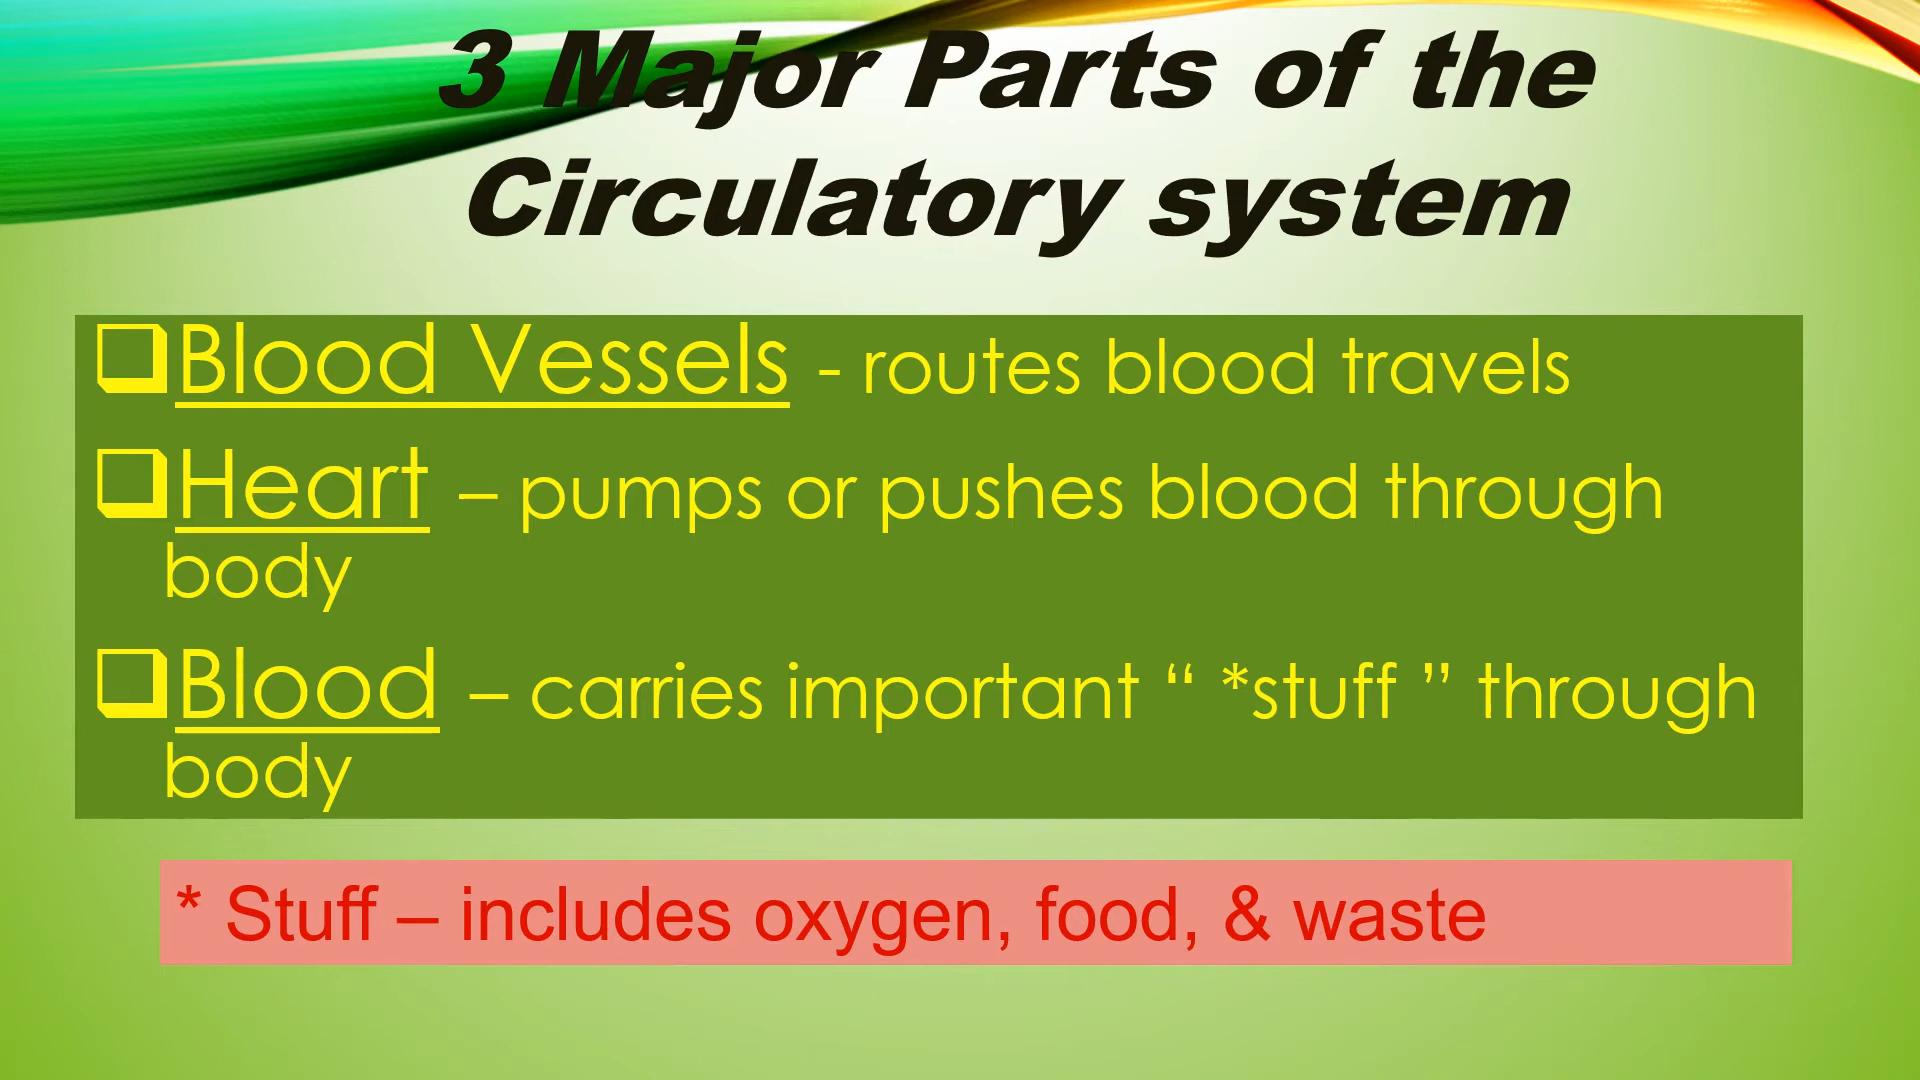 3 Major Parts of the
Circulatory system
❑Blood Vessels - routes blood travels
❑Heart – pumps or pushes blood through
body
❑Blood – carries important “ *stuff ” through
body
* Stuff – includes oxygen, food, & waste